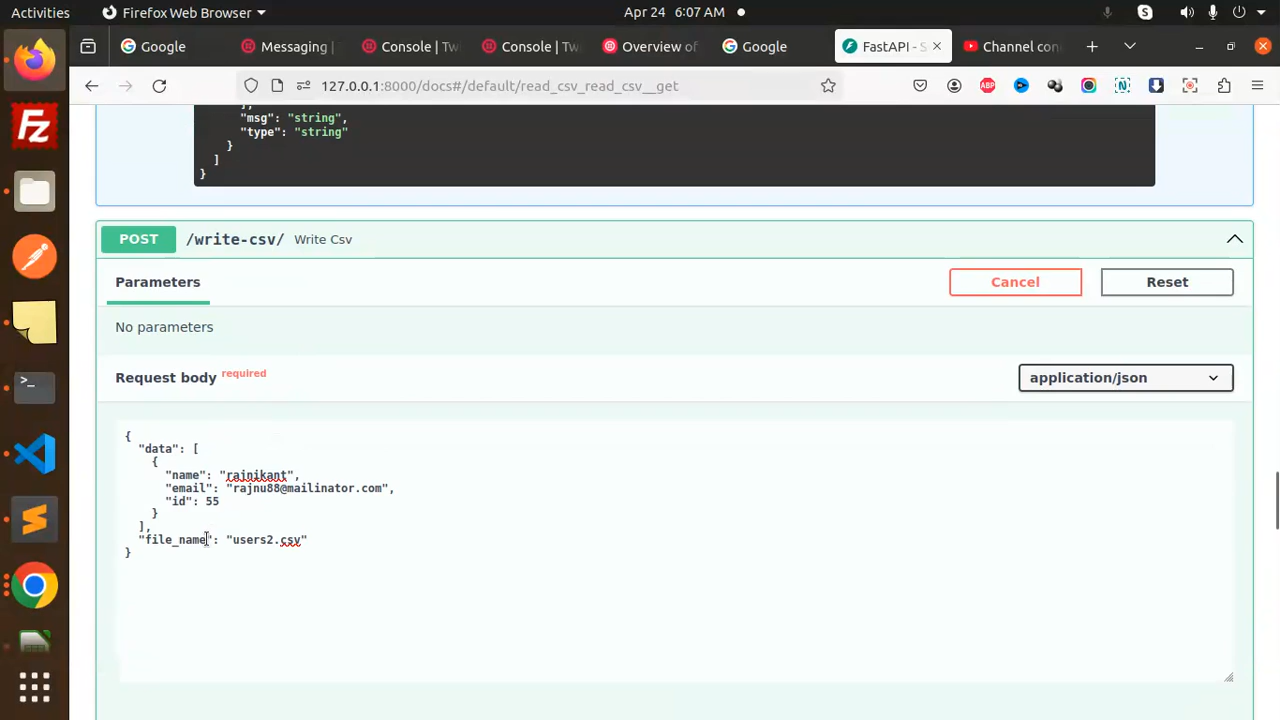 Activities Firefox Web Browser Apr 24 6:07 AM
Google Messaging | Console | Tw Console | Tw Overview of Google FastAPI - S Channel con
127.0.0.1:8000/docs#/default/read_csv_read_csv__get
],
"msg": "string",
"type": "string"
}
]
}
POST /write-csv/ Write Csv
Parameters Cancel Reset
No parameters
Request body required application/json
{
"data": [
{
"name": "rajnikant",
"email": "rajnu88@mailinator.com",
"id": 55
}
],
"file_name": "users2.csv"
}